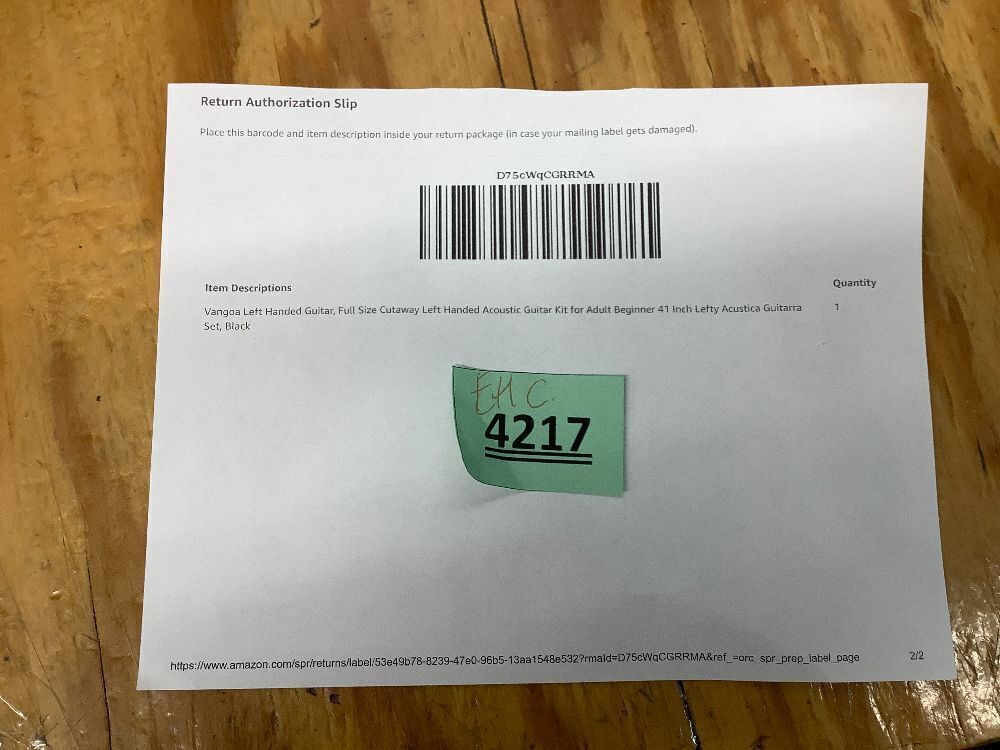 Return Authorization Slip
Place this barcode and item description inside your return package (in case your mailing label gets damaged).
D75cWqCGRRMA
Item Descriptions Quantity
Vangoa Left Handed Guitar, Full Size Cutaway Left Handed Acoustic Guitar Kit for Adult Beginner 41 Inch Lefty Acustica Guitarra 1
Set, Black
EHC
4217
https://www.amazon.com/spr/returns/label/53e49b78-8239-47e0-96b5-13aa1548e532?rmaId=D75cWqCGRRMA&ref_=orc_spr_prep_label_page 2/2